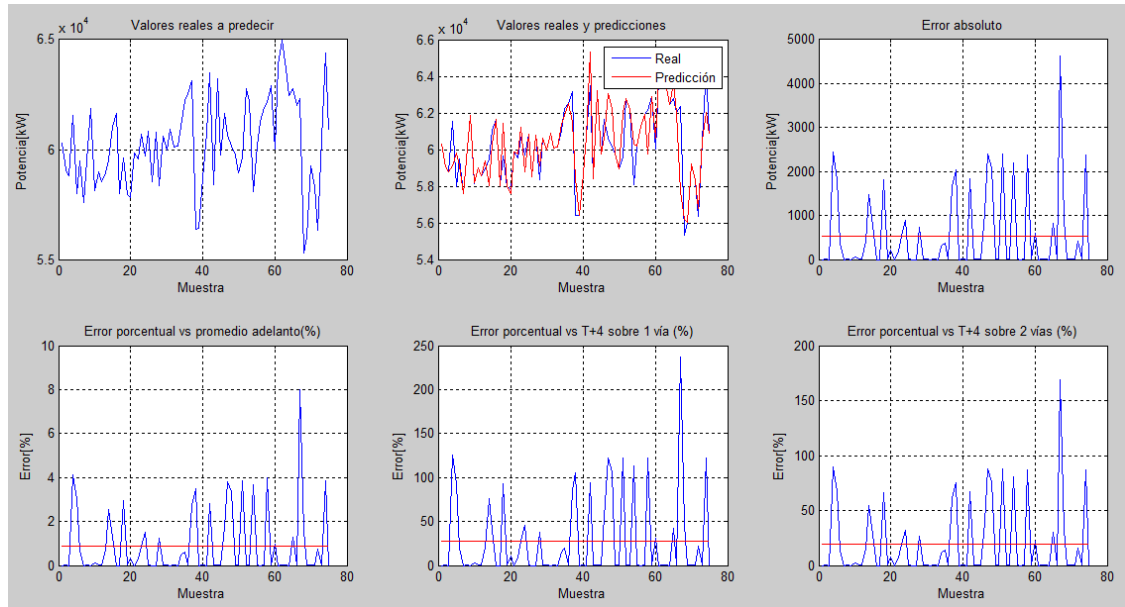 Valores reales a predecir
x 10^4
6.5
6
5.5
Potencia[kW]
0 20 40 60 80
Muestra
Valores reales y predicciones
x 10^4
6.6
6.4
6.2
6
5.8
5.6
5.4
Potencia[kW]
Real
Predicción
0 20 40 60 80
Muestra
Error absoluto
5000
4000
3000
2000
1000
0
Potencia[kW]
0 20 40 60 80
Muestra
Error porcentual vs promedio adelanto(%)
10
8
6
4
2
0
Error[%]
0 20 40 60 80
Muestra
Error porcentual vs T+4 sobre 1 vía (%)
250
200
150
100
50
0
Error[%]
0 20 40 60 80
Muestra
Error porcentual vs T+4 sobre 2 vías (%)
200
150
100
50
0
Error[%]
0 20 40 60 80
Muestra